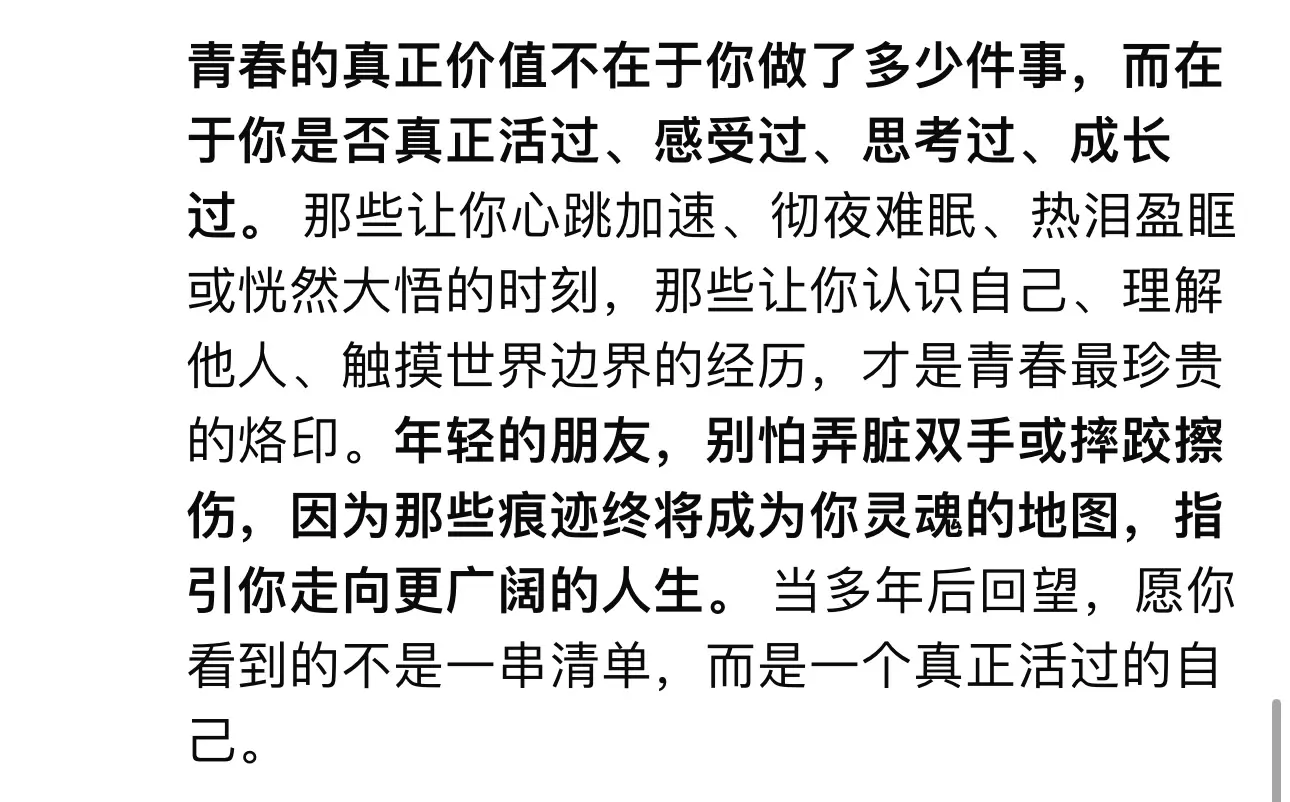 青春的真正价值不在于你做了多少件事，而在
于你是否真正活过、感受过、思考过、成长
过。 那些让你心跳加速、彻夜难眠、热泪盈眶
或恍然大悟的时刻，那些让你认识自己、理解
他人、触摸世界边界的经历，才是青春最珍贵
的烙印。年轻的朋友，别怕弄脏双手或摔跤擦
伤，因为那些痕迹终将成为你灵魂的地图，指
引你走向更广阔的人生。 当多年后回望，愿你
看到的不是一串清单，而是一个真正活过的自
己。